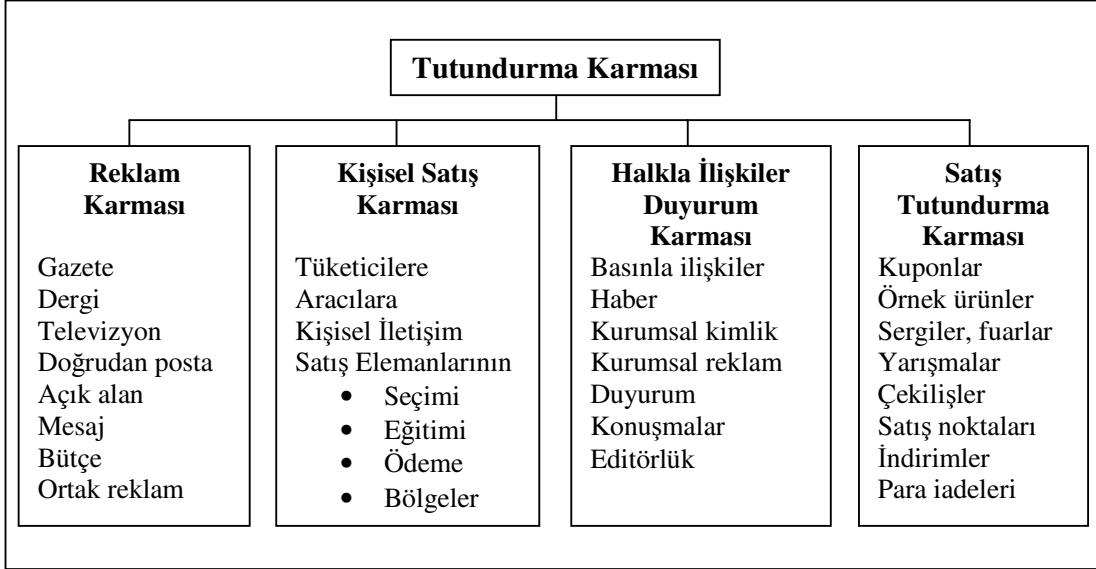 Tutundurma Karması
Reklam
Karması
Gazete
Dergi
Televizyon
Doğrudan posta
Açık alan
Mesaj
Bütçe
Ortak reklam
Kişisel Satış
Karması
Tüketicilere
Aracılara
Kişisel İletişim
Satış Elemanlarının
• Seçimi
• Eğitimi
• Ödeme
• Bölgeler
Halkla İlişkiler
Duyurum
Karması
Basınla ilişkiler
Haber
Kurumsal kimlik
Kurumsal reklam
Duyurum
Konuşmalar
Editörlük
Satış
Tutundurma
Karması
Kuponlar
Örnek ürünler
Sergiler, fuarlar
Yarışmalar
Çekilişler
Satış noktaları
İndirimler
Para iadeleri